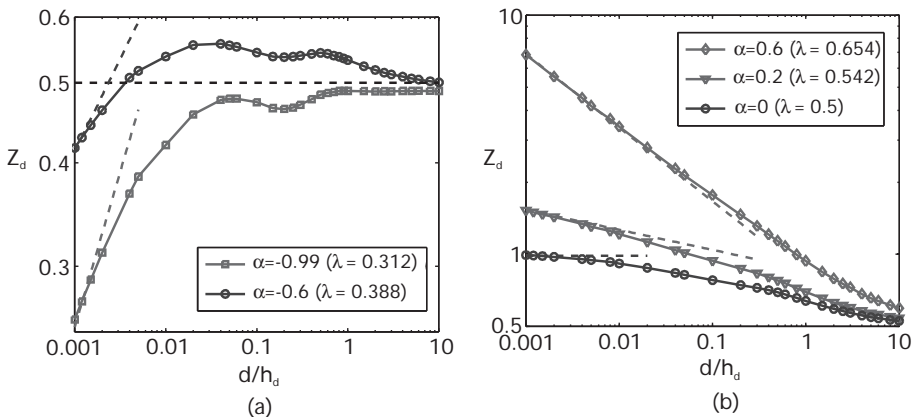 (a)
0.6
0.5
0.4
0.3
Z_d
0.001
0.01
0.1
1
10
d/h_d
α=-0.99 (λ = 0.312)
α=-0.6 (λ = 0.388)
(a)
(b)
10
1
0.5
Z_d
0.001
0.01
0.1
1
10
d/h_d
α=0.6 (λ = 0.654)
α=0.2 (λ = 0.542)
α=0 (λ = 0.5)
(b)